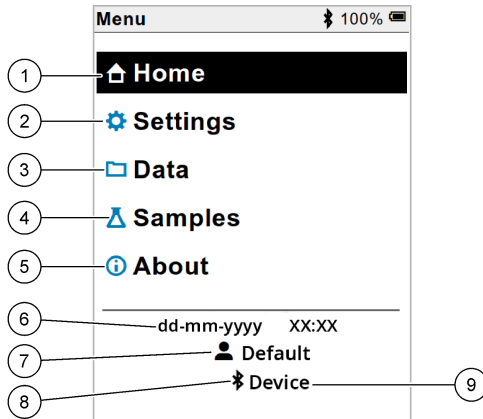 Menu 100%
1 Home
2 Settings
3 Data
4 Samples
5 About
6 dd-mm-yyyy XX:XX
7 Default
8 Device 9